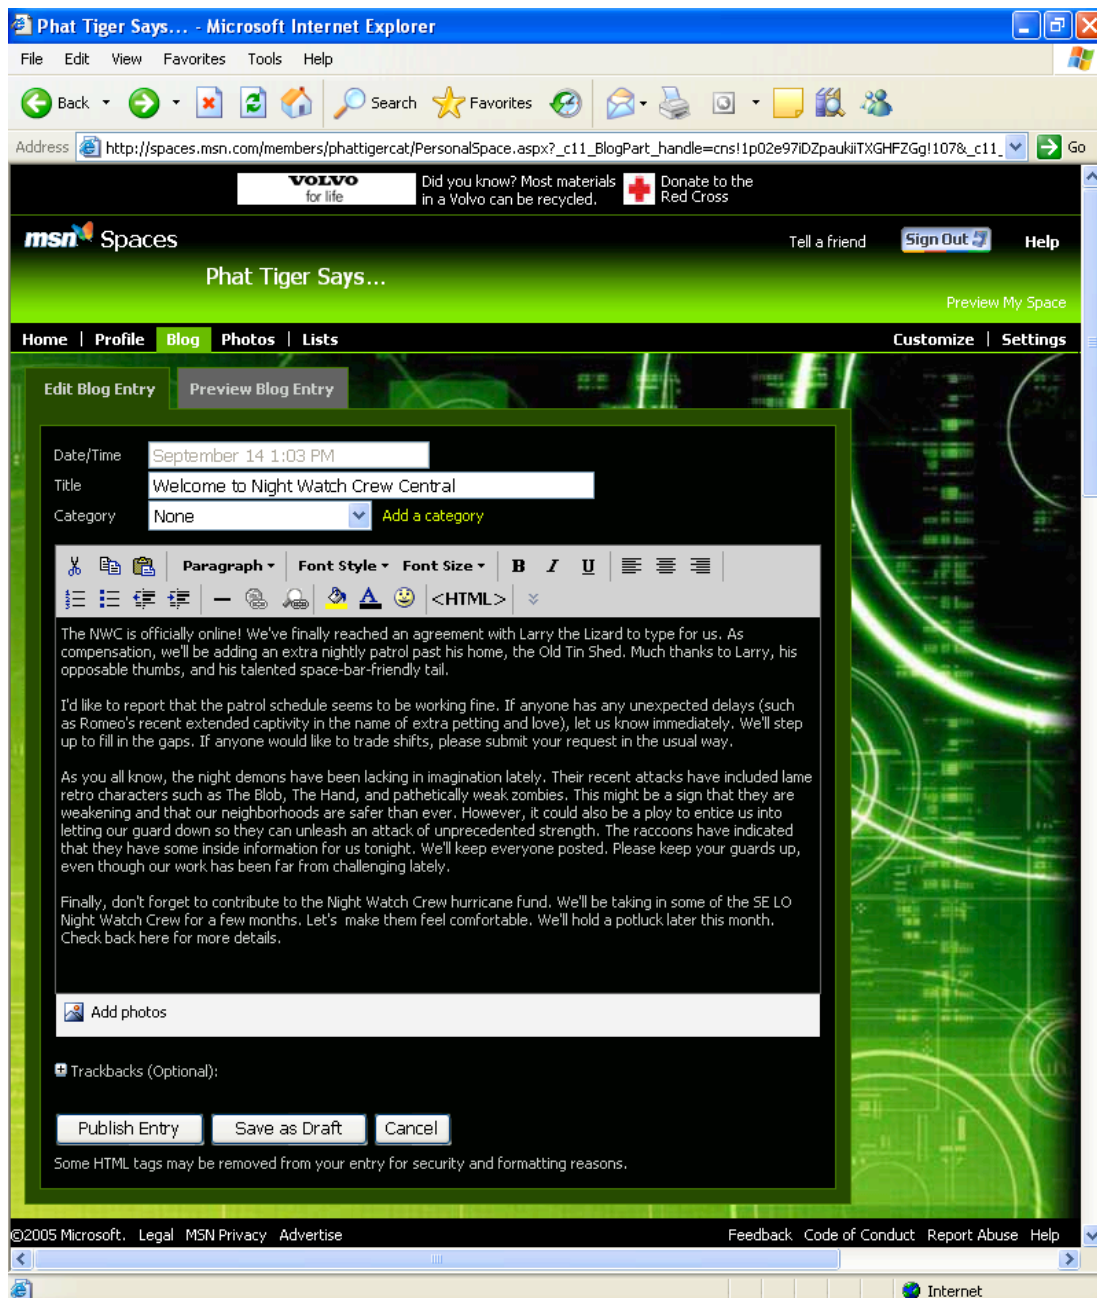 Phat Tiger Says... - Microsoft Internet Explorer
File Edit View Favorites Tools Help
Back Search Favorites
Address http://spaces.msn.com/members/phattigercat/PersonalSpace.aspx?_c11_BlogPart_handle=cns!1p02e97iDZpaukiiTXGHFZGg!107&_c11_ Go
VOLVO
for life
Did you know? Most materials
in a Volvo can be recycled.
Donate to the
Red Cross
msn Spaces
Tell a friend Sign Out Help
Phat Tiger Says...
Preview My Space
Home | Profile Blog Photos | Lists Customize | Settings
Edit Blog Entry Preview Blog Entry
Date/Time September 14 1:03 PM
Title Welcome to Night Watch Crew Central
Category None Add a category
Paragraph Font Style Font Size B I U
<HTML>
The NWC is officially online! We've finally reached an agreement with Larry the Lizard to type for us. As
compensation, we'll be adding an extra nightly patrol past his home, the Old Tin Shed. Much thanks to Larry, his
opposable thumbs, and his talented space-bar-friendly tail.
I'd like to report that the patrol schedule seems to be working fine. If anyone has any unexpected delays (such
as Romeo's recent extended captivity in the name of extra petting and love), let us know immediately. We'll step
up to fill in the gaps. If anyone would like to trade shifts, please submit your request in the usual way.
As you all know, the night demons have been lacking in imagination lately. Their recent attacks have included lame
retro characters such as The Blob, The Hand, and pathetically weak zombies. This might be a sign that they are
weakening and that our neighborhoods are safer than ever. However, it could also be a ploy to entice us into
letting our guard down so they can unleash an attack of unprecedented strength. The raccoons have indicated
that they have some inside information for us tonight. We'll keep everyone posted. Please keep your guards up,
even though our work has been far from challenging lately.
Finally, don't forget to contribute to the Night Watch Crew hurricane fund. We'll be taking in some of the SE LO
Night Watch Crew for a few months. Let's make them feel comfortable. We'll hold a potluck later this month.
Check back here for more details.
Add photos
Trackbacks (Optional):
Publish Entry Save as Draft Cancel
Some HTML tags may be removed from your entry for security and formatting reasons.
©2005 Microsoft. Legal MSN Privacy Advertise Feedback Code of Conduct Report Abuse Help
Internet